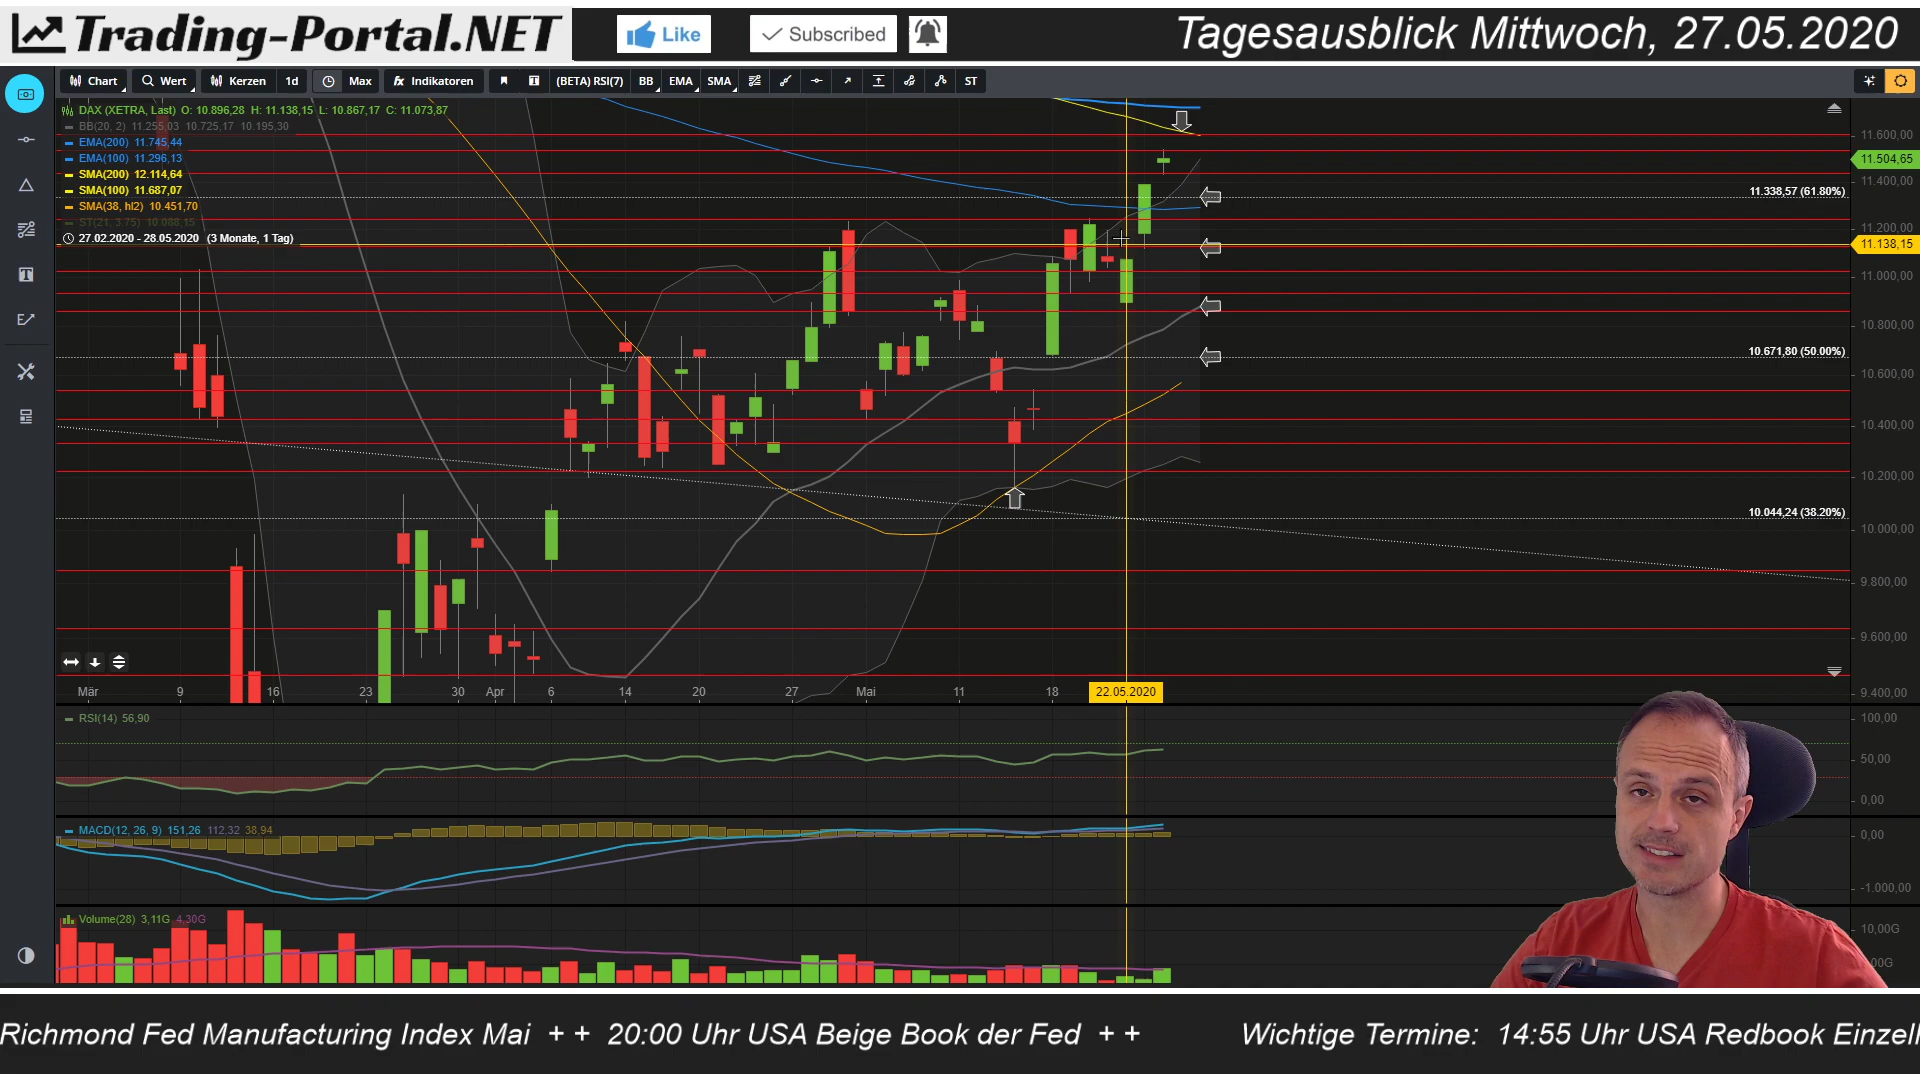 Trading-Portal.NET
Like
Subscribed
Tagesausblick Mittwoch, 27.05.2020
Chart
Wert
Kerzen
1d
Max
fx Indikatoren
T
(BETA) RSI(7)
BB
EMA
SMA
ST
DAX (XETRA, Last) O: 10.896,28 H: 11.138,15 L: 10.867,17 C: 11.073,87
BB(20, 2) 11.255,03 10.725,17 10.195,30
EMA(200) 11.745,44
EMA(100) 11.296,13
SMA(200) 12.114,64
SMA(100) 11.687,07
SMA(38, hl2) 10.451,70
ST(21, 3.75) 10.088,15
27.02.2020 - 28.05.2020 (3 Monate, 1 Tag)
11.600,00
11.504,65
11.400,00
11.338,57 (61.80%)
11.200,00
11.138,15
11.000,00
10.800,00
10.671,80 (50.00%)
10.600,00
10.400,00
10.200,00
10.044,24 (38.20%)
10.000,00
9.800,00
9.600,00
9.400,00
Mär 9 16 23 30 Apr 6 14 20 27 Mai 11 18 22.05.2020
RSI(14) 56,90
100,00
50,00
0,00
MACD(12, 26, 9) 151,26 112,32 38,94
0,00
-1.000,00
Volume(28) 3,11G 4,30G
10,00G
00G
Richmond Fed Manufacturing Index Mai + + 20:00 Uhr USA Beige Book der Fed + + Wichtige Termine: 14:55 Uhr USA Redbook Einzell